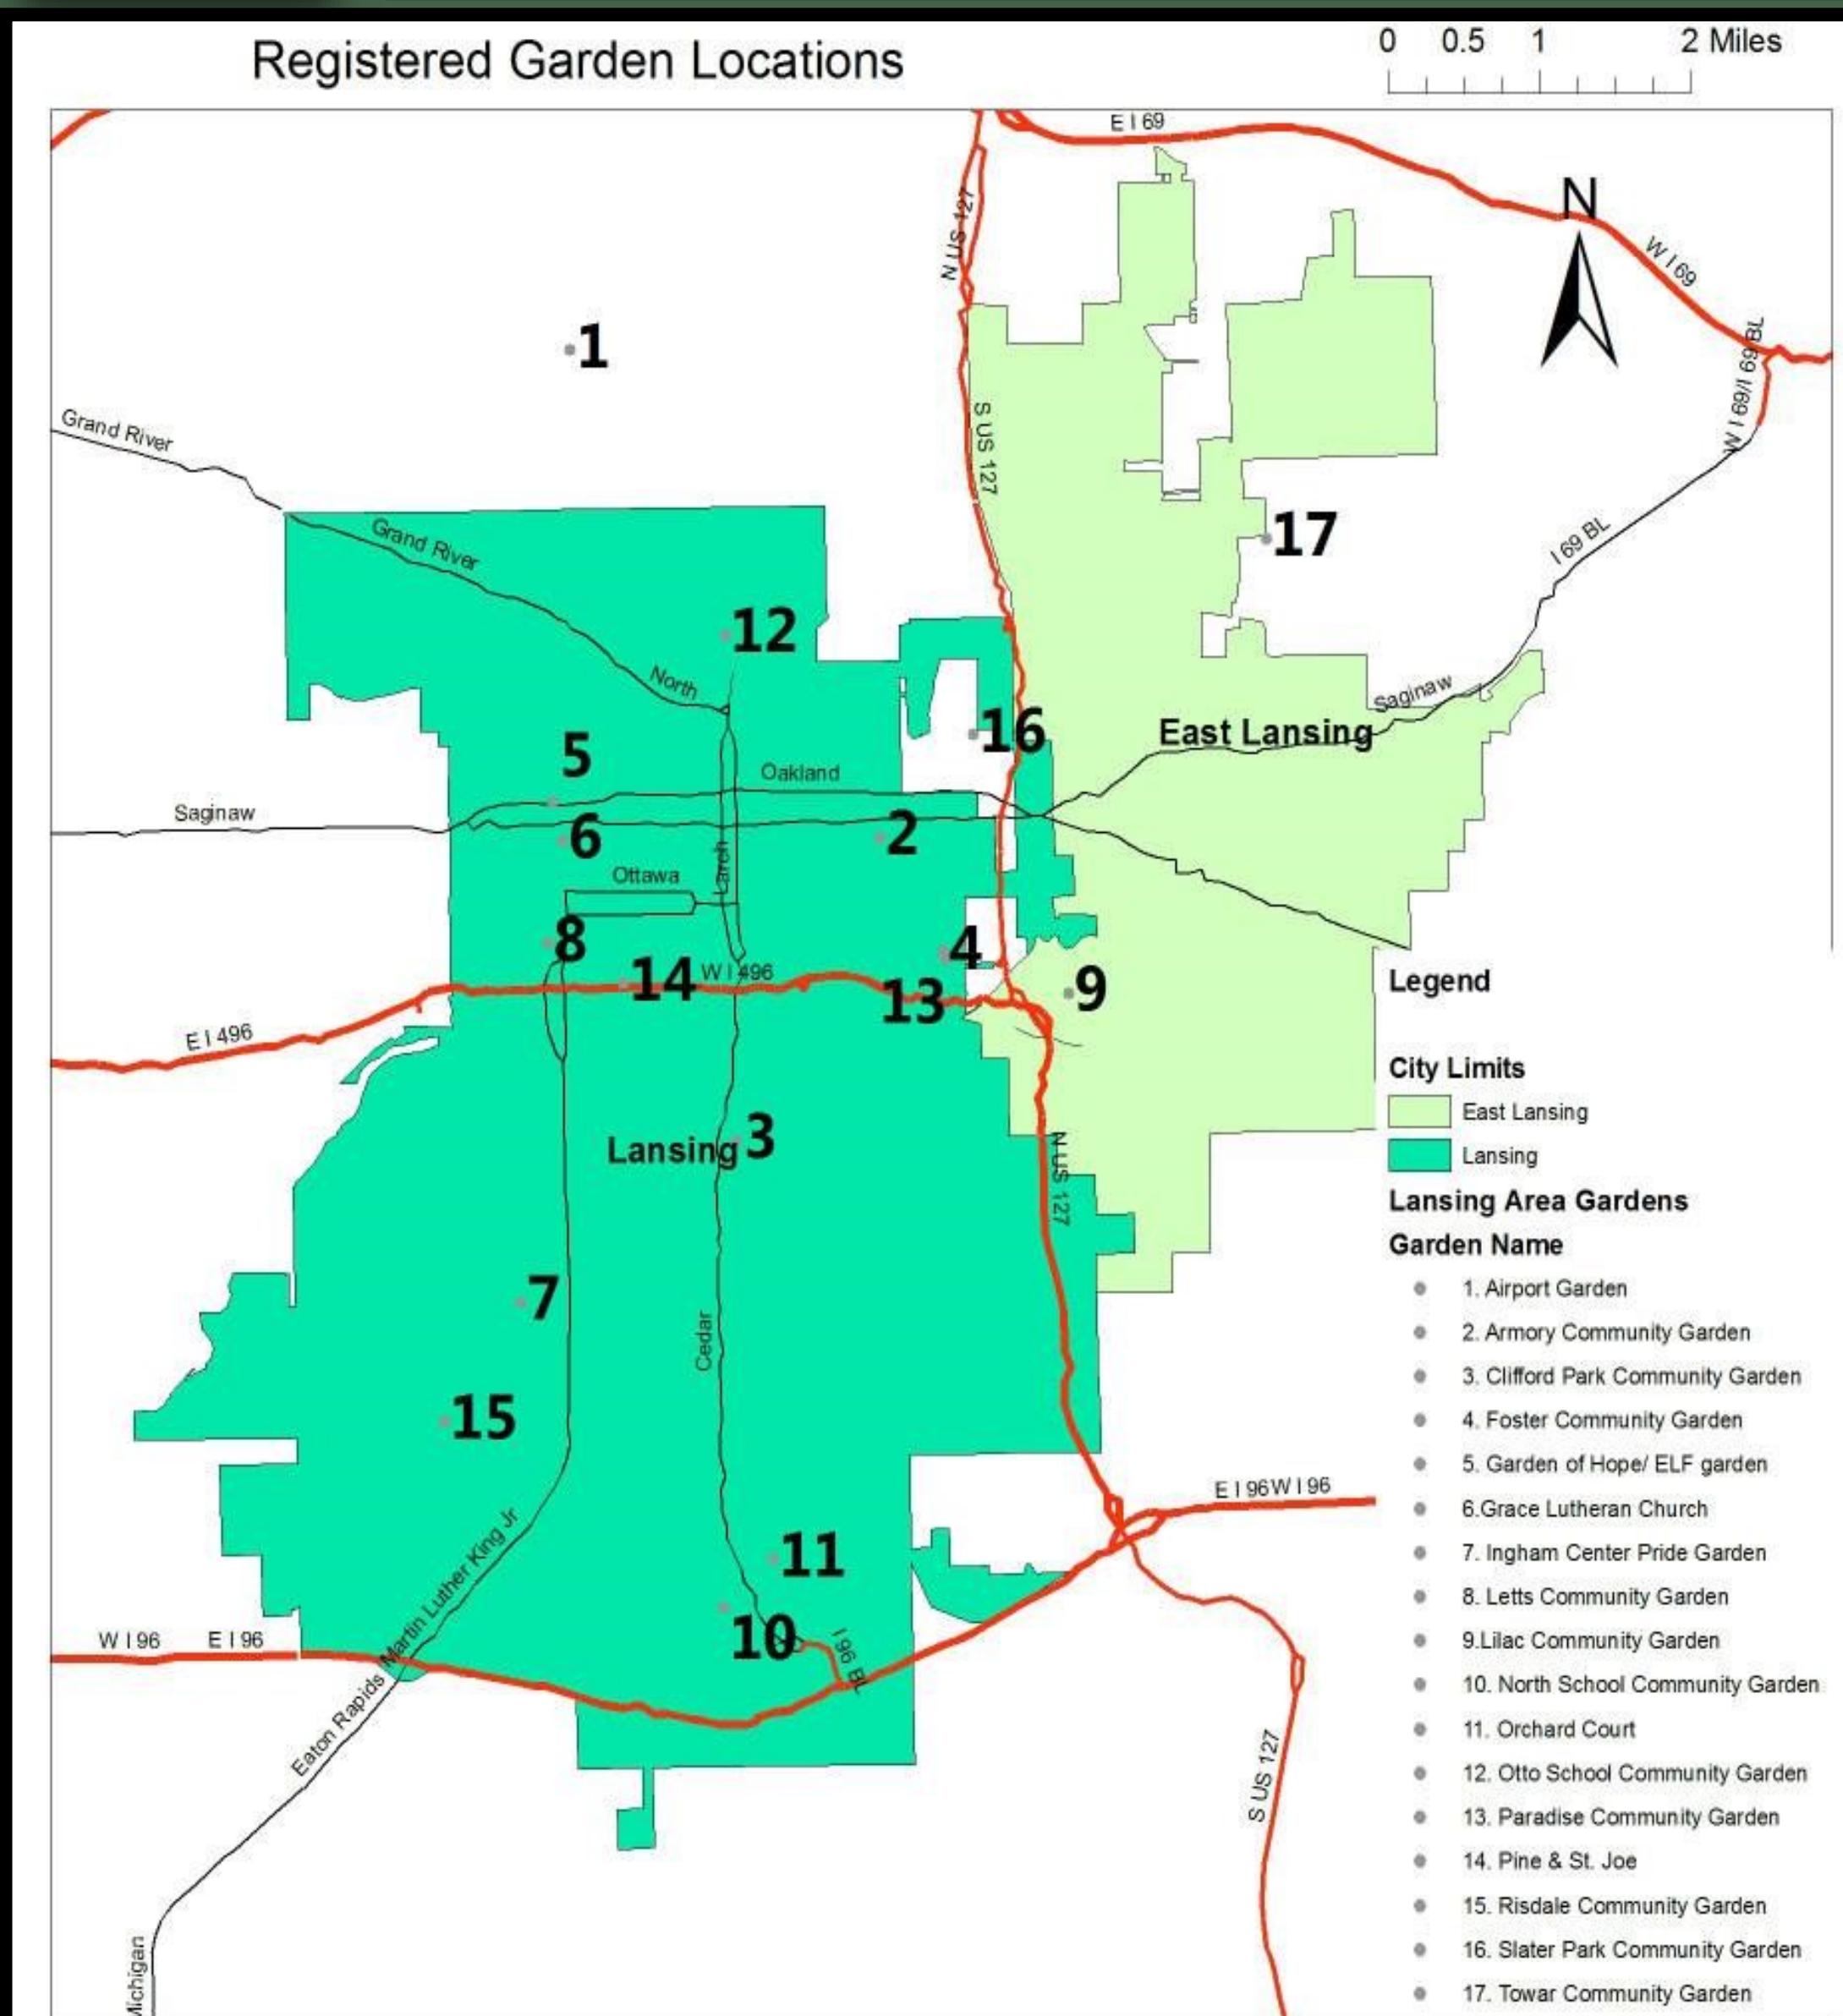 Registered Garden Locations
0 0.5 1 2 Miles
E I 69
N US 127
N
W I 69
1
S US 127
W I 69/I 69 BL
Grand River
Grand River
17
I 69 BL
12
North
Saginaw
16
East Lansing
5
Oakland
Saginaw
6
2
Larch
Ottawa
8
4
14
W I 496
13
9
E I 496
Lansing
3
N US 127
7
Cedar
15
E I 96 W I 96
11
Martin Luther King Jr
10
W I 96
E I 96
I 96 BL
Eaton Rapids
S US 127
Michigan
Legend
City Limits
East Lansing
Lansing
Lansing Area Gardens
Garden Name
1. Airport Garden
2. Armory Community Garden
3. Clifford Park Community Garden
4. Foster Community Garden
5. Garden of Hope/ ELF garden
6.Grace Lutheran Church
7. Ingham Center Pride Garden
8. Letts Community Garden
9.Lilac Community Garden
10. North School Community Garden
11. Orchard Court
12. Otto School Community Garden
13. Paradise Community Garden
14. Pine & St. Joe
15. Risdale Community Garden
16. Slater Park Community Garden
17. Towar Community Garden